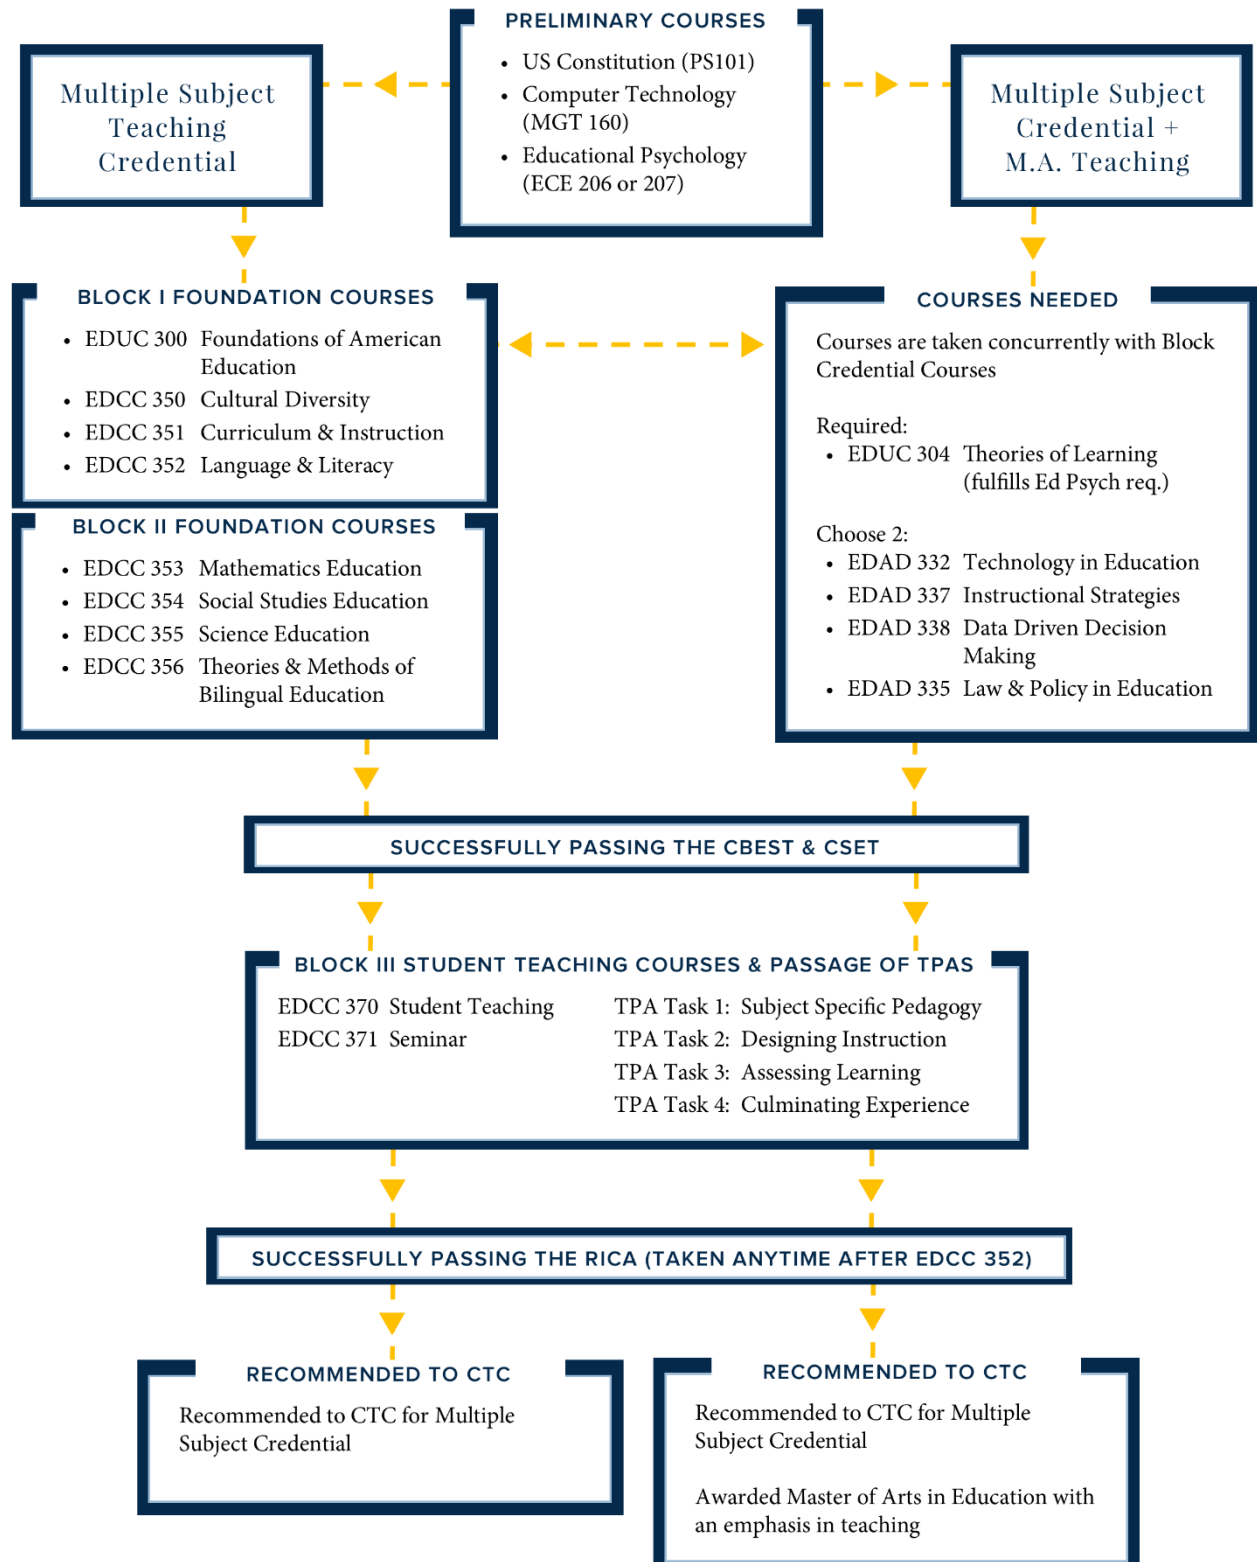 PRELIMINARY COURSES
• US Constitution (PS101)
• Computer Technology
(MGT 160)
• Educational Psychology
(ECE 206 or 207)
Multiple Subject
Teaching
Credential
Multiple Subject
Credential +
M.A. Teaching
BLOCK I FOUNDATION COURSES
• EDUC 300 Foundations of American
Education
• EDCC 350 Cultural Diversity
• EDCC 351 Curriculum & Instruction
• EDCC 352 Language & Literacy
BLOCK II FOUNDATION COURSES
• EDCC 353 Mathematics Education
• EDCC 354 Social Studies Education
• EDCC 355 Science Education
• EDCC 356 Theories & Methods of
Bilingual Education
COURSES NEEDED
Courses are taken concurrently with Block
Credential Courses
Required:
• EDUC 304 Theories of Learning
(fulfills Ed Psych req.)
Choose 2:
• EDAD 332 Technology in Education
• EDAD 337 Instructional Strategies
• EDAD 338 Data Driven Decision
Making
• EDAD 335 Law & Policy in Education
SUCCESSFULLY PASSING THE CBEST & CSET
BLOCK III STUDENT TEACHING COURSES & PASSAGE OF TPAS
EDCC 370 Student Teaching
EDCC 371 Seminar
TPA Task 1: Subject Specific Pedagogy
TPA Task 2: Designing Instruction
TPA Task 3: Assessing Learning
TPA Task 4: Culminating Experience
SUCCESSFULLY PASSING THE RICA (TAKEN ANYTIME AFTER EDCC 352)
RECOMMENDED TO CTC
Recommended to CTC for Multiple
Subject Credential
RECOMMENDED TO CTC
Recommended to CTC for Multiple
Subject Credential
Awarded Master of Arts in Education with
an emphasis in teaching